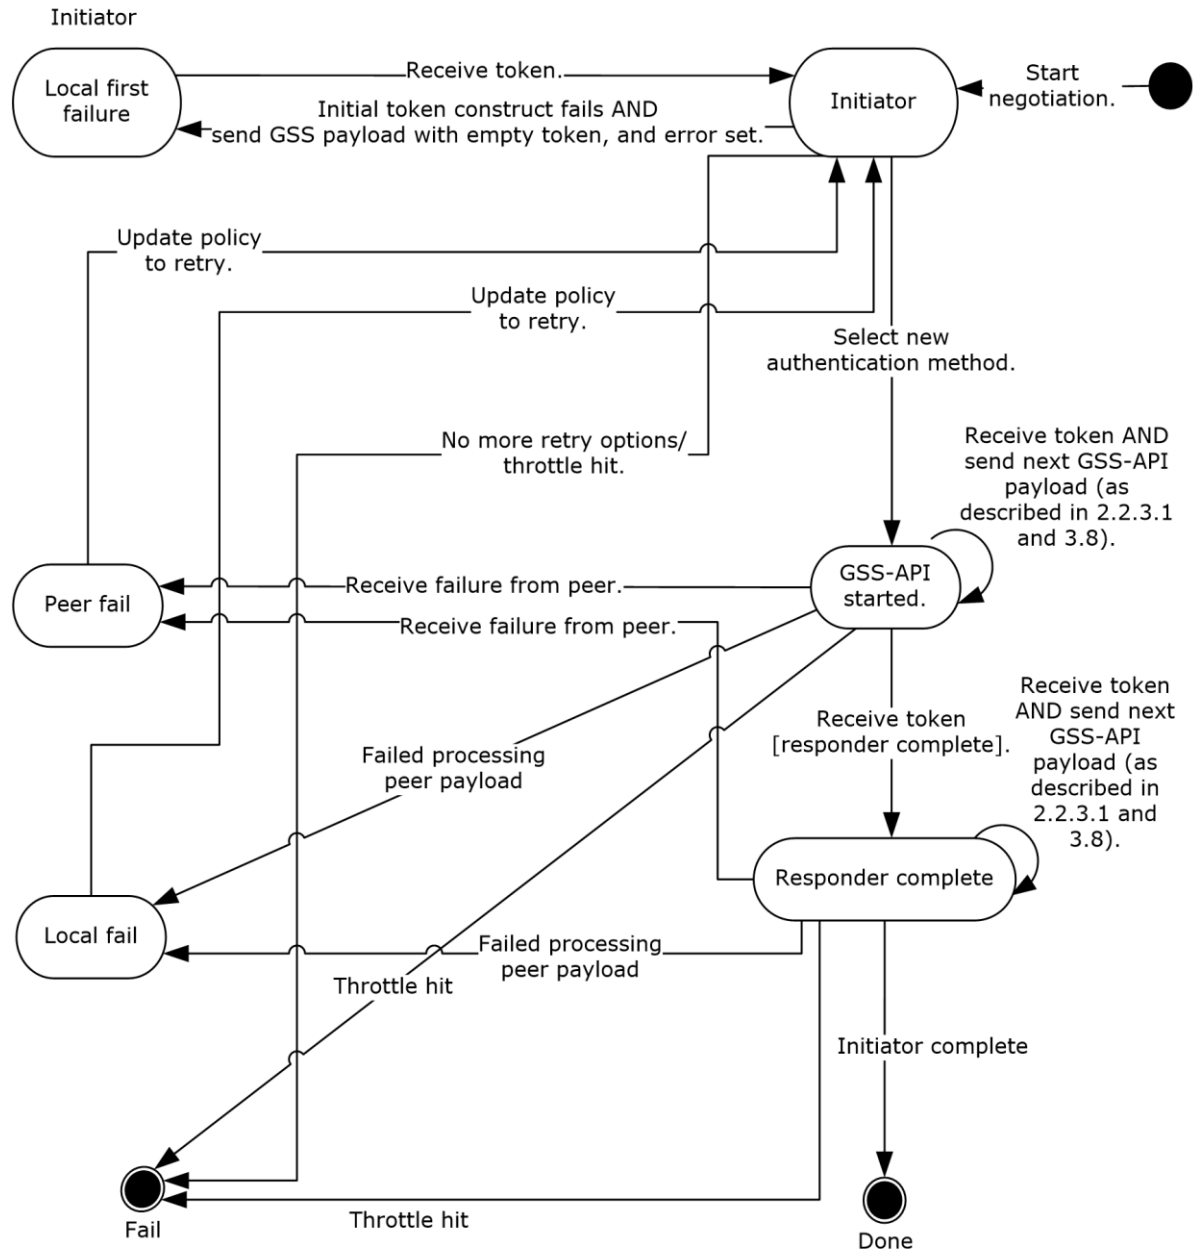 Initiator
Local first
failure
Receive token.
Initial token construct fails AND
send GSS payload with empty token, and error set.
Initiator
Start
negotiation.
Update policy
to retry.
Update policy
to retry.
Select new
authentication method.
No more retry options/
throttle hit.
Receive token AND
send next GSS-API
payload (as
described in 2.2.3.1
and 3.8).
GSS-API
started.
Peer fail
Receive failure from peer.
Receive failure from peer.
Receive token
[responder complete].
Receive token
AND send next
GSS-API
payload (as
described in
2.2.3.1 and
3.8).
Failed processing
peer payload
Responder complete
Local fail
Failed processing
peer payload
Throttle hit
Initiator complete
Fail
Throttle hit
Done